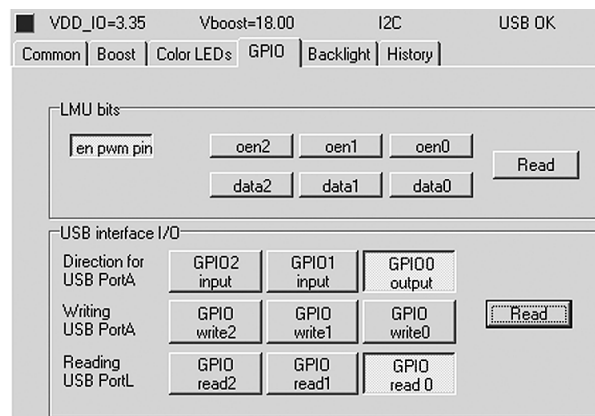 VDD_IO=3.35 Vboost=18.00 I2C USB OK
Common Boost Color LEDs GPIO Backlight History
LMU bits
en pwm pin oen2 oen1 oen0
Read
data2 data1 data0
USB interface I/O
Direction for USB PortA GPIO2 input GPIO1 input GPIO0 output
Writing USB PortA GPIO write2 GPIO write1 GPIO write0 Read
Reading USB PortL GPIO read2 GPIO read1 GPIO read 0